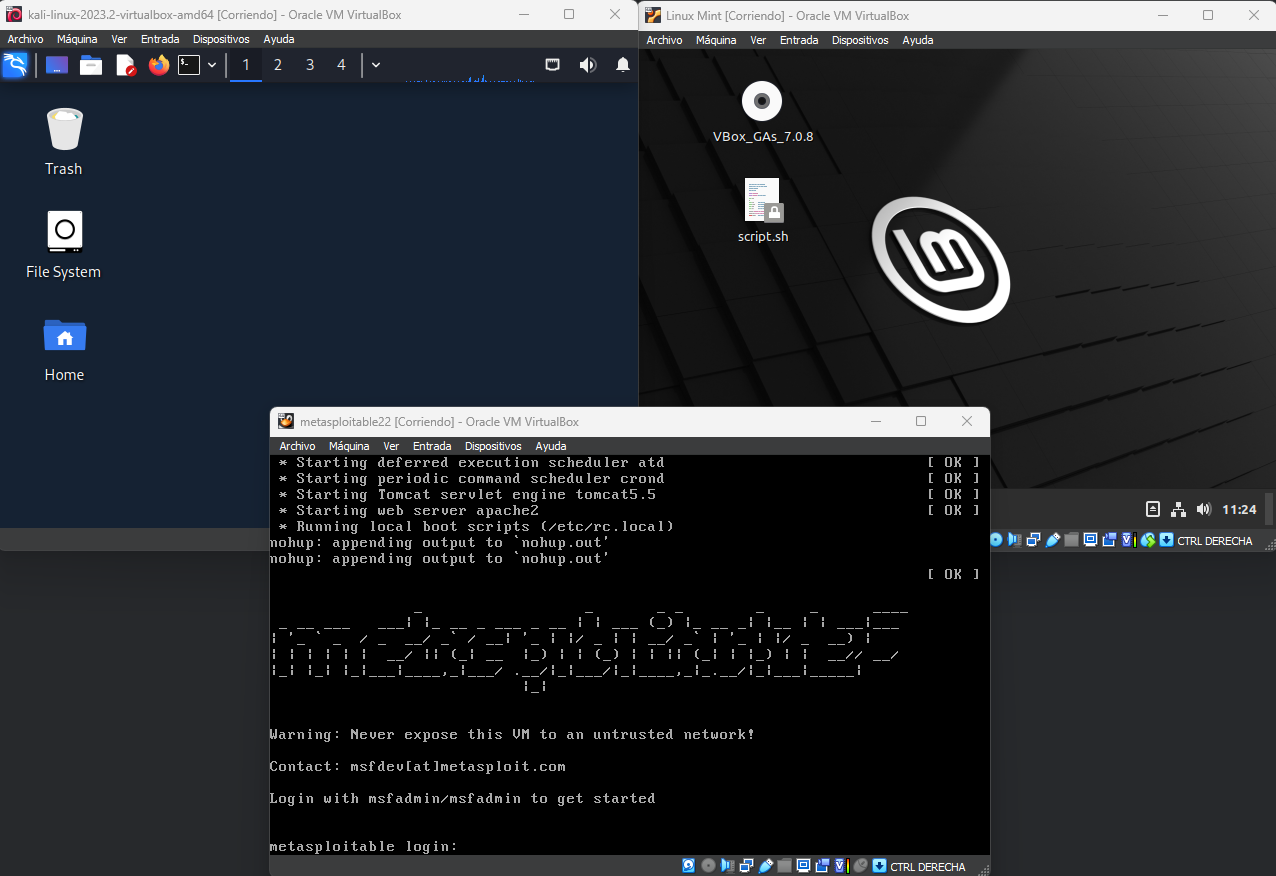 kali-linux-2023.2-virtualbox-amd64 [Corriendo] - Oracle VM VirtualBox
Archivo Máquina Ver Entrada Dispositivos Ayuda
1 2 3 4
Trash
File System
Home
Linux Mint [Corriendo] - Oracle VM VirtualBox
Archivo Máquina Ver Entrada Dispositivos Ayuda
VBox_GAs_7.0.8
script.sh
11:24
CTRL DERECHA
metasploitable22 [Corriendo] - Oracle VM VirtualBox
Archivo Máquina Ver Entrada Dispositivos Ayuda
* Starting deferred execution scheduler atd [ OK ]
* Starting periodic command scheduler crond [ OK ]
* Starting Tomcat servlet engine tomcat5.5 [ OK ]
* Starting web server apache2 [ OK ]
* Running local boot scripts (/etc/rc.local)
nohup: appending output to `nohup.out'
nohup: appending output to `nohup.out'
[ OK ]
metasploitable2
Warning: Never expose this VM to an untrusted network!
Contact: msfdev[at]metasploit.com
Login with msfadmin/msfadmin to get started
metasploitable login:
CTRL DERECHA